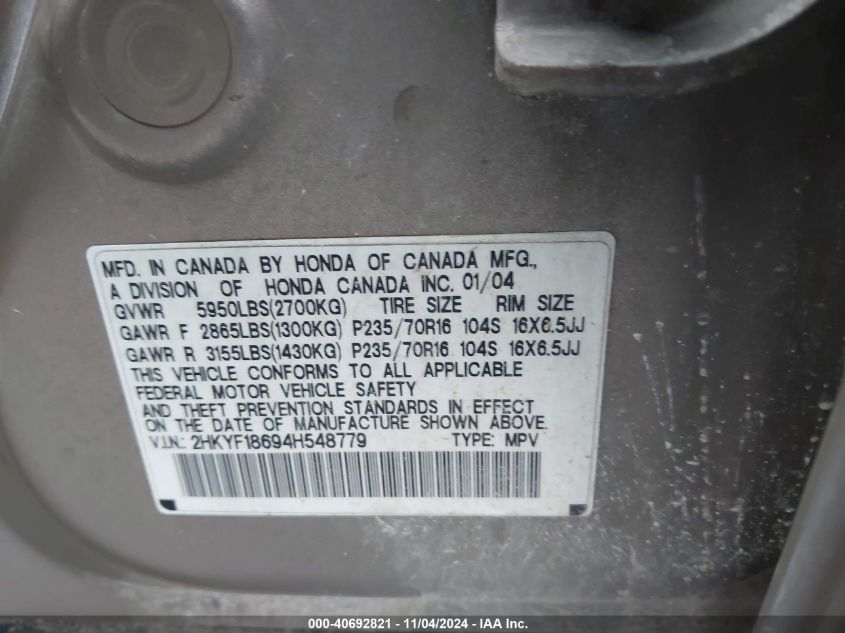 MFD. IN CANADA BY HONDA OF CANADA MFG.,
A DIVISION OF HONDA CANADA INC. 01/04
GVWR 5950LBS(2700KG) TIRE SIZE RIM SIZE
GAWR F 2865LBS(1300KG) P235/70R16 104S 16X6.5JJ
GAWR R 3155LBS(1430KG) P235/70R16 104S 16X6.5JJ
THIS VEHICLE CONFORMS TO ALL APPLICABLE
FEDERAL MOTOR VEHICLE SAFETY
AND THEFT PREVENTION STANDARDS IN EFFECT
ON THE DATE OF MANUFACTURE SHOWN ABOVE.
V.I.N.: 2HKYF18694H548779 TYPE: MPV
000-40692821 - 11/04/2024 - IAA Inc.